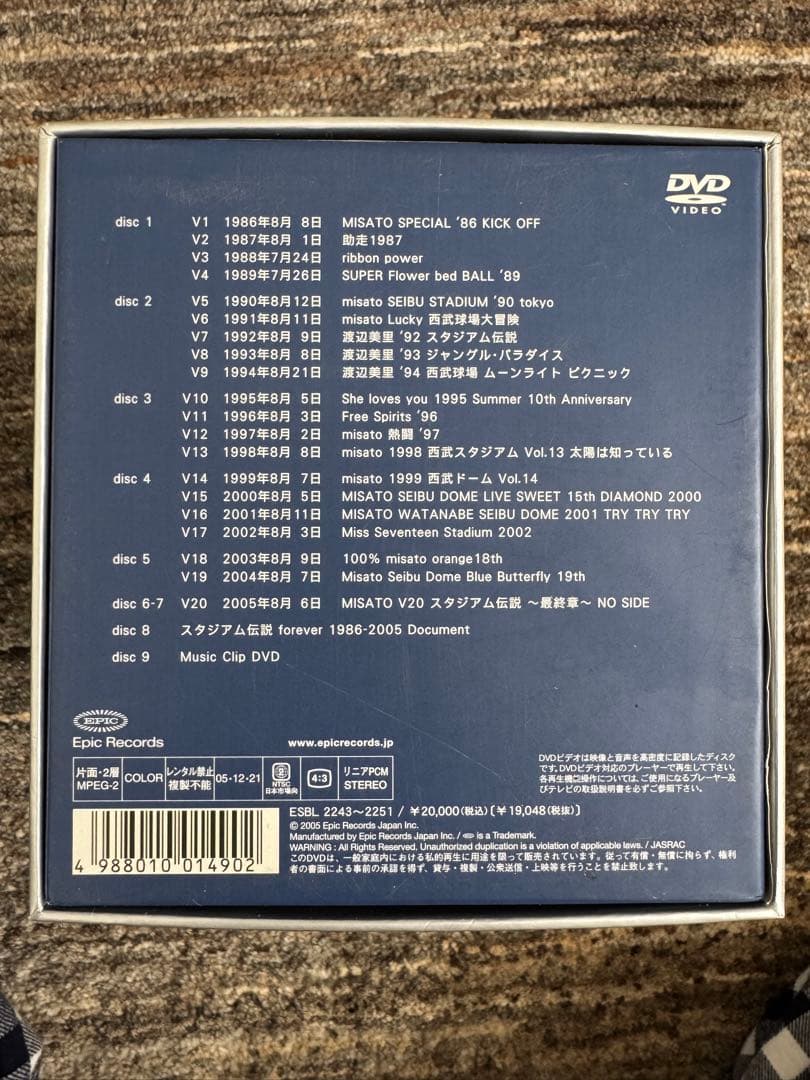 DVD
VIDEO
disc 1 V1 1986年8月 8日 MISATO SPECIAL '86 KICK OFF
V2 1987年8月 1日 助走1987
V3 1988年7月24日 ribbon power
V4 1989年7月26日 SUPER Flower bed BALL '89
disc 2 V5 1990年8月12日 misato SEIBU STADIUM '90 tokyo
V6 1991年8月11日 misato Lucky 西武球場大冒険
V7 1992年8月 9日 渡辺美里 '92 スタジアム伝説
V8 1993年8月 8日 渡辺美里 '93 ジャングル・パラダイス
V9 1994年8月21日 渡辺美里 '94 西武球場 ムーンライト ピクニック
disc 3 V10 1995年8月 5日 She loves you 1995 Summer 10th Anniversary
V11 1996年8月 3日 Free Spirits '96
V12 1997年8月 2日 misato 熱闘 '97
V13 1998年8月 8日 misato 1998 西武スタジアム Vol.13 太陽は知っている
disc 4 V14 1999年8月 7日 misato 1999 西武ドーム Vol.14
V15 2000年8月 5日 MISATO SEIBU DOME LIVE SWEET 15th DIAMOND 2000
V16 2001年8月11日 MISATO WATANABE SEIBU DOME 2001 TRY TRY TRY
V17 2002年8月 3日 Miss Seventeen Stadium 2002
disc 5 V18 2003年8月 9日 100% misato orange18th
V19 2004年8月 7日 Misato Seibu Dome Blue Butterfly 19th
disc 6-7 V20 2005年8月 6日 MISATO V20 スタジアム伝説 〜最終章〜 NO SIDE
disc 8 スタジアム伝説 forever 1986-2005 Document
disc 9 Music Clip DVD
EPIC
Epic Records www.epicrecords.jp
片面・2層 MPEG-2 COLOR レンタル禁止 複製不能 05-12-21 2 NTSC 日本市場向 4:3 リニアPCM STEREO
DVDビデオは映像と音声を高密度に記録したディスク
です。DVDビデオ対応のプレーヤーで再生して下さい。
各再生機能操作については、ご使用になるプレーヤー及
びテレビの取扱説明書を必ずご参照下さい。
ESBL 2243〜2251 / ¥20,000(税込)〔¥19,048(税抜)〕
© 2005 Epic Records Japan Inc.
Manufactured by Epic Records Japan Inc. / EPIC is a Trademark.
WARNING : All Rights Reserved. Unauthorized duplication is a violation of applicable laws. / JASRAC
このDVDは、一般家庭内における私的再生に用途を限って販売されています。従って有償・無償に拘らず、権利
者の書面による事前の承認を得ず、貸与・複製・公衆送信・上映等を行うことを禁止致します。
4 988010 014902